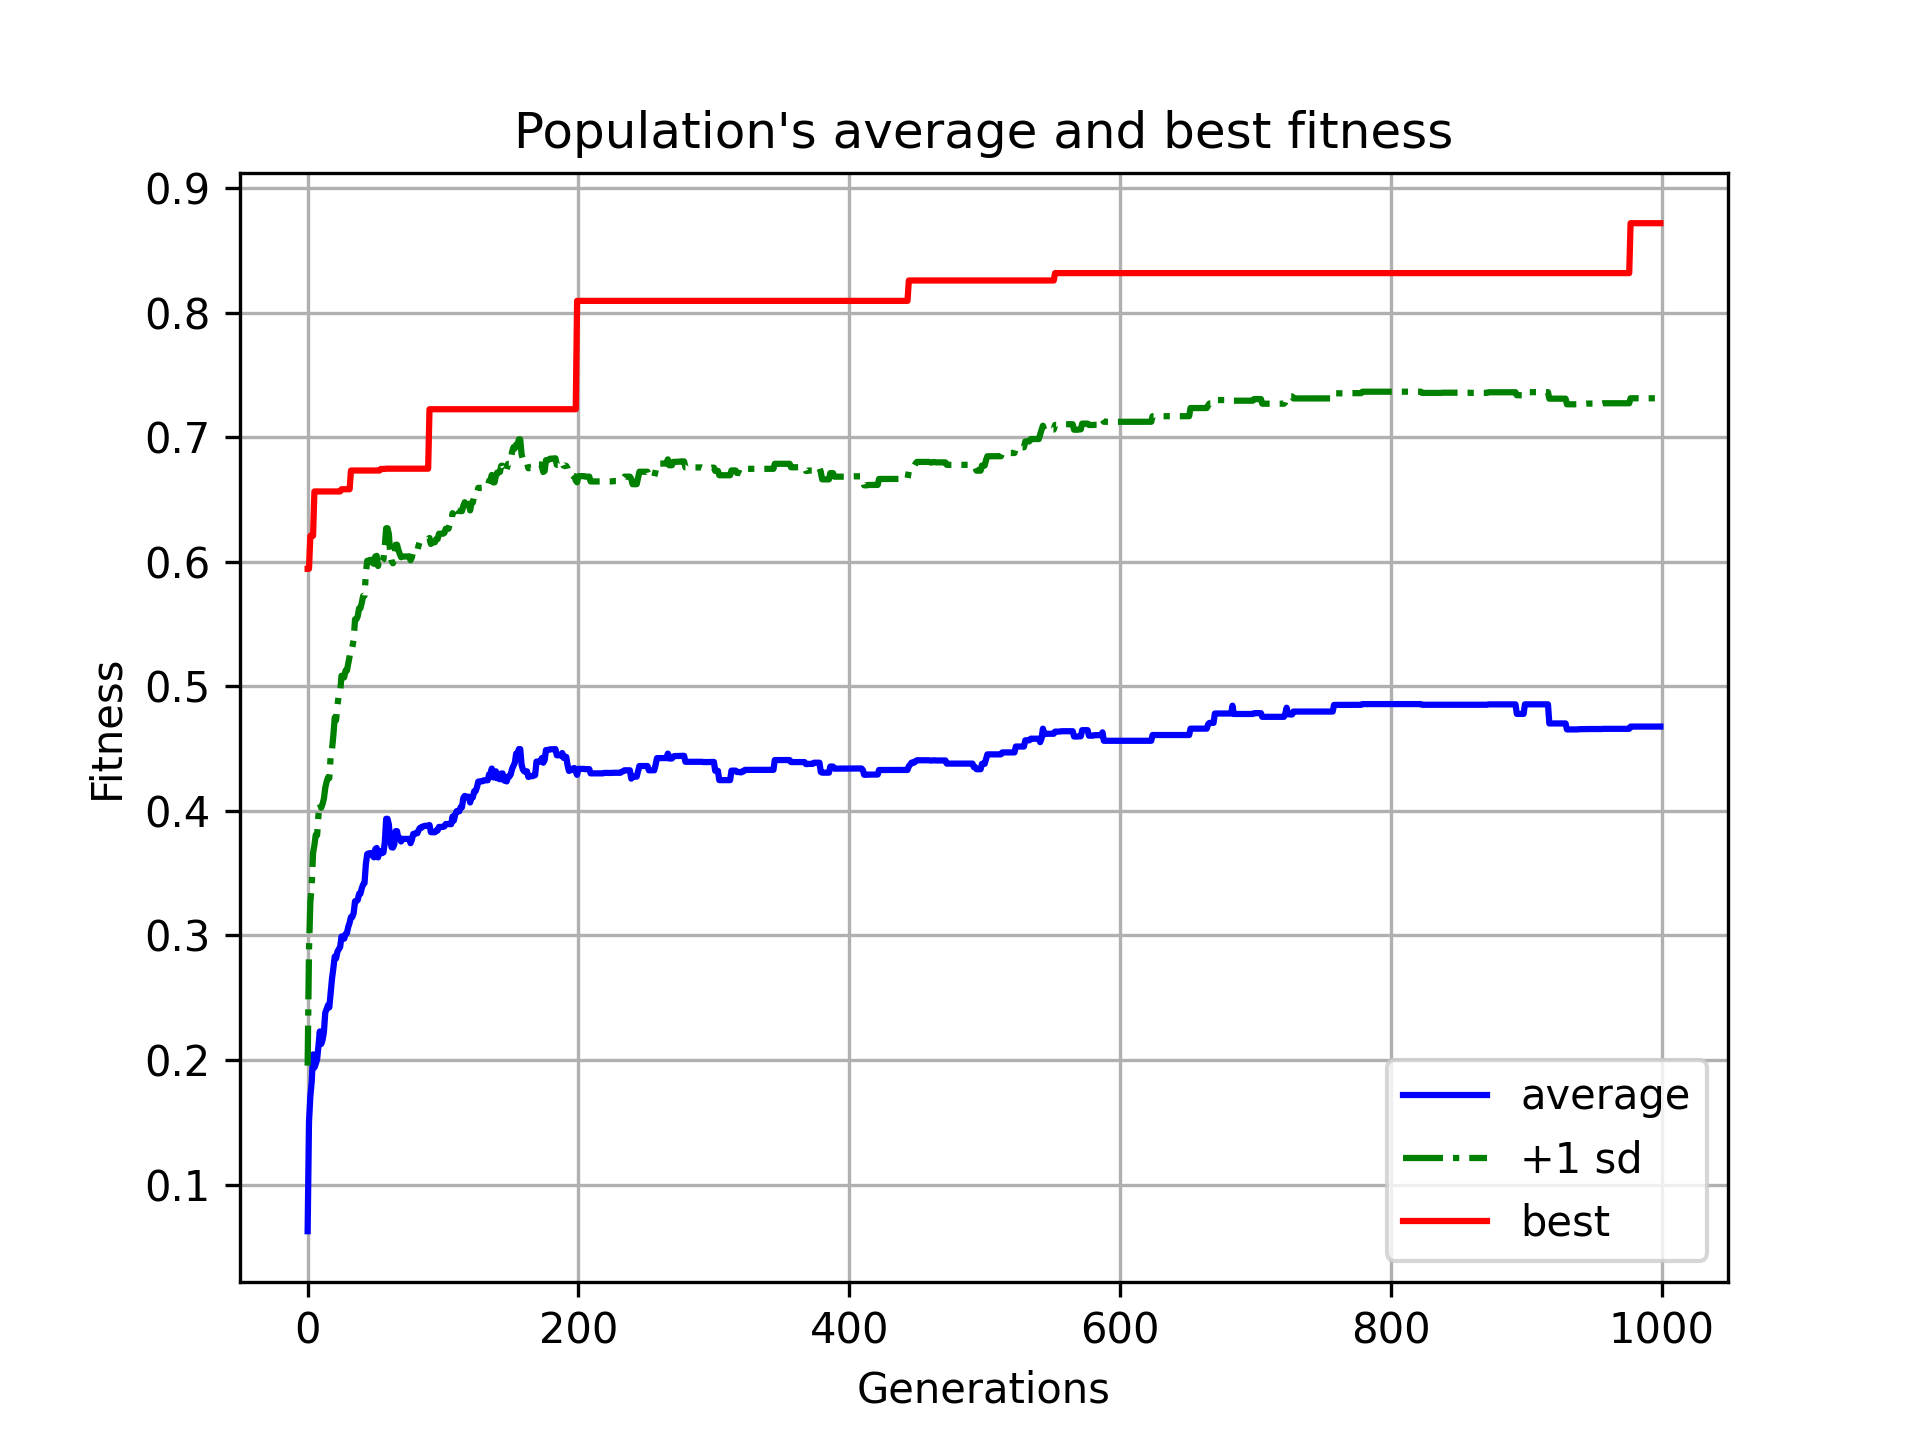 Population's average and best fitness
0.9
0.8
0.7
0.6
0.5
0.4
0.3
0.2
0.1
Fitness
average
+1 sd
best
0 200 400 600 800 1000
Generations